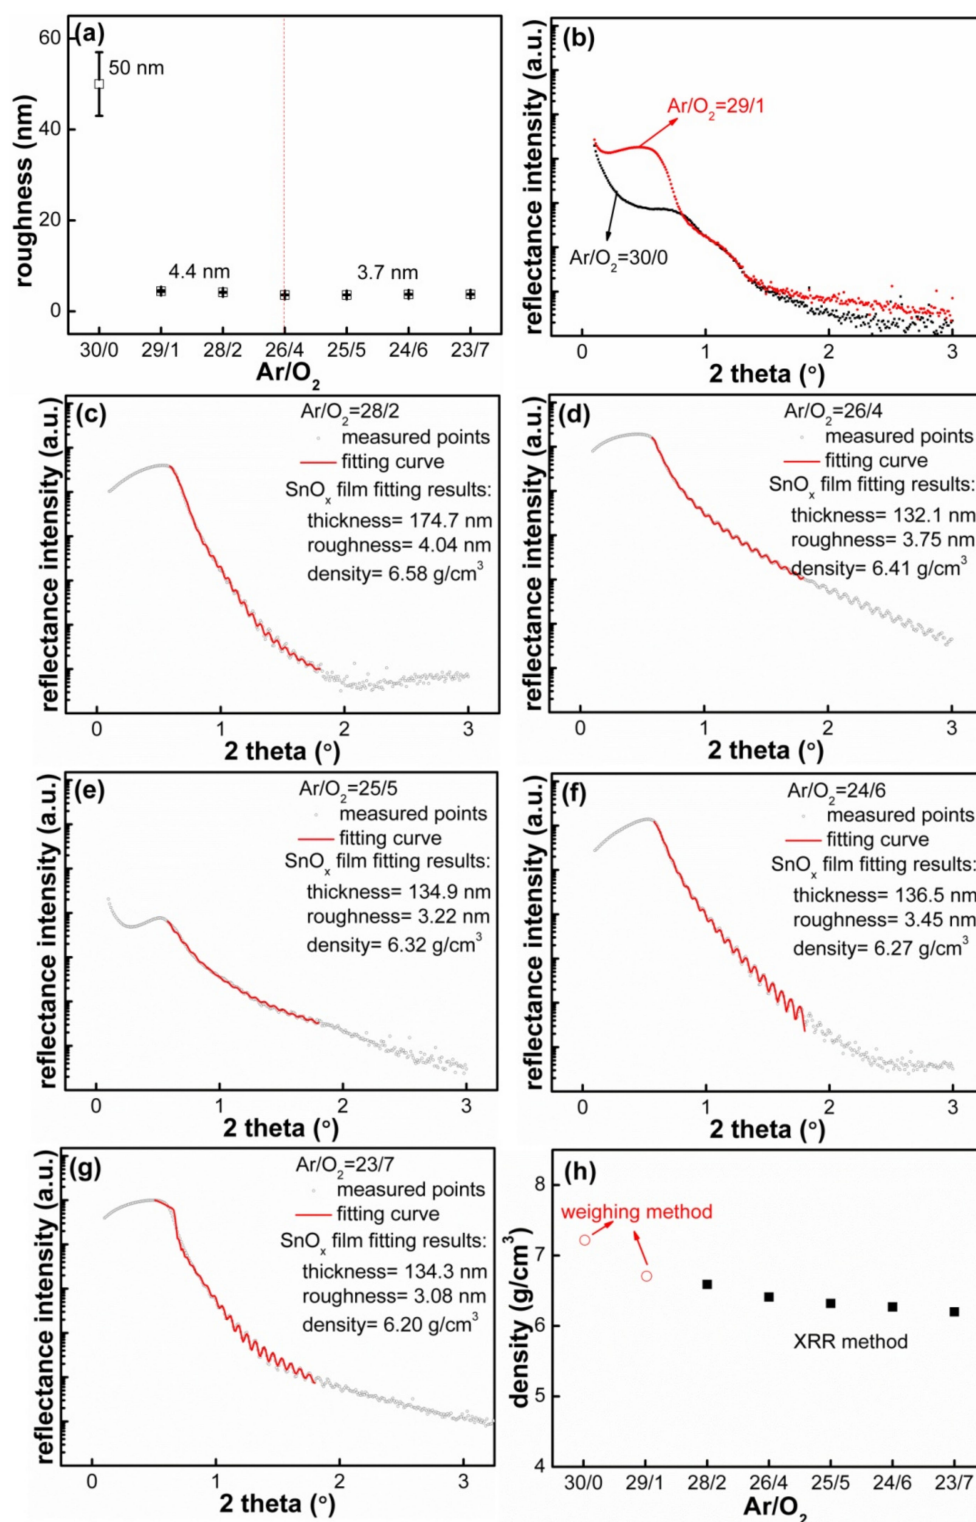 (a)
60
50 nm
40
20
4.4 nm
3.7 nm
0
30/0 29/1 28/2 26/4 25/5 24/6 23/7
Ar/O₂
roughness (nm)
(b)
Ar/O₂=29/1
Ar/O₂=30/0
0 1 2 3
2 theta (°)
reflectance intensity (a.u.)
(c)
Ar/O₂=28/2
measured points
fitting curve
SnOₓ film fitting results:
thickness= 174.7 nm
roughness= 4.04 nm
density= 6.58 g/cm³
0 1 2 3
2 theta (°)
reflectance intensity (a.u.)
(d)
Ar/O₂=26/4
measured points
fitting curve
SnOₓ film fitting results:
thickness= 132.1 nm
roughness= 3.75 nm
density= 6.41 g/cm³
0 1 2 3
2 theta (°)
reflectance intensity (a.u.)
(e)
Ar/O₂=25/5
measured points
fitting curve
SnOₓ film fitting results:
thickness= 134.9 nm
roughness= 3.22 nm
density= 6.32 g/cm³
0 1 2 3
2 theta (°)
reflectance intensity (a.u.)
(f)
Ar/O₂=24/6
measured points
fitting curve
SnOₓ film fitting results:
thickness= 136.5 nm
roughness= 3.45 nm
density= 6.27 g/cm³
0 1 2 3
2 theta (°)
reflectance intensity (a.u.)
(g)
Ar/O₂=23/7
measured points
fitting curve
SnOₓ film fitting results:
thickness= 134.3 nm
roughness= 3.08 nm
density= 6.20 g/cm³
0 1 2 3
2 theta (°)
reflectance intensity (a.u.)
(h)
8
weighing method
7
6
XRR method
5
4
30/0 29/1 28/2 26/4 25/5 24/6 23/7
Ar/O₂
density (g/cm³)